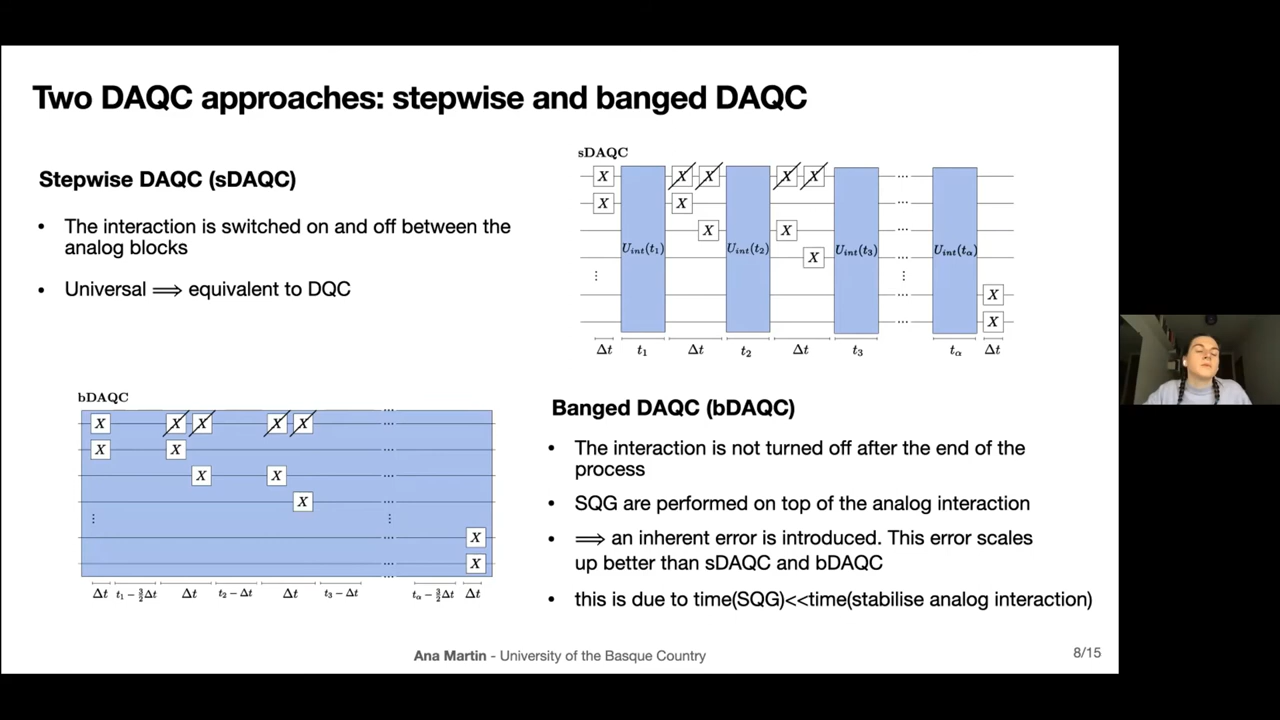 Two DAQC approaches: stepwise and banged DAQC
Stepwise DAQC (sDAQC)
• The interaction is switched on and off between the
analog blocks
• Universal ⟹ equivalent to DQC
sDAQC
X X X X X
X X
X X
X
U_int(t₁) U_int(t₂) U_int(t₃) ... U_int(t_α)
⋮ ⋮
X
X
Δt t₁ Δt t₂ Δt t₃ t_α Δt
bDAQC
X X X X X
X X
X X
X
⋮ ⋮
X
X
Δt t₁ − 3/2Δt Δt t₂ − Δt Δt t₃ − Δt t_α − 3/2Δt Δt
Banged DAQC (bDAQC)
• The interaction is not turned off after the end of the
process
• SQG are performed on top of the analog interaction
• ⟹ an inherent error is introduced. This error scales
up better than sDAQC and bDAQC
• this is due to time(SQG)<<time(stabilise analog interaction)
Ana Martin - University of the Basque Country
8/15